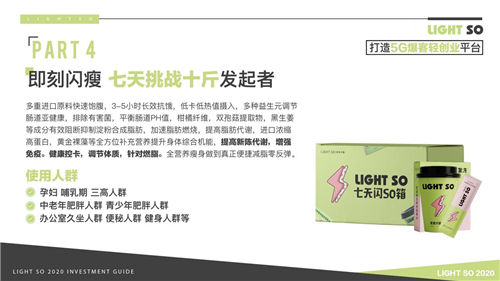 LIGHTSO
LIGHT SO
打造5G爆客轻创业平台
PART 4
即刻闪瘦 七天挑战十斤发起者
多重进口原料快速饱腹，3-5小时长效抗饿，低卡低热值摄入，多种益生元调节
肠道亚健康，排除有害菌，平衡肠道PH值，柑橘纤维，双孢菇提取物，黑生姜
等成分有效阻断抑制淀粉合成脂肪，加速脂肪燃烧，提高脂肪代谢，进口浓缩
高蛋白，黄金裸藻等全方位补充营养提升身体综合机能，提高新陈代谢，增强
免疫。健康控卡，调节体质，针对燃脂。全营养瘦身做到真正便捷减脂零反弹。
使用人群
孕妇 哺乳期 三高人群
中老年肥胖人群 青少年肥胖人群
办公室久坐人群 便秘人群 健身人群等
LIGHT SO
七天闪SO箱
LIGHT SO
LIGHT SO 2020 INVESTMENT GUIDE
LIGHT SO 2020